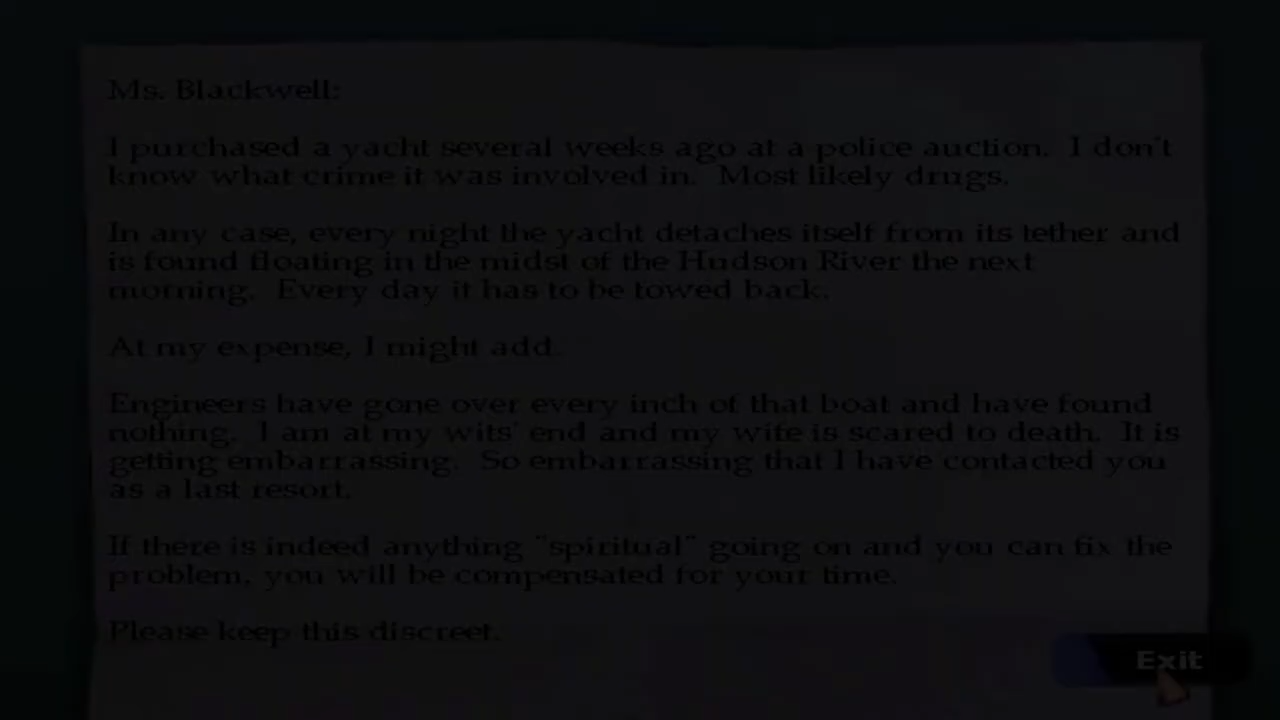 Ms. Blackwell:
I purchased a yacht several weeks ago at a police auction.  I don't
know what crime it was involved in.  Most likely drugs.
In any case, every night the yacht detaches itself from its tether and
is found floating in the midst of the Hudson River the next
morning.  Every day it has to be towed back.
At my expense, I might add.
Engineers have gone over every inch of that boat and have found
nothing.  I am at my wits' end and my wife is scared to death.  It is
getting embarrassing.  So embarrassing that I have contacted you
as a last resort.
If there is indeed anything "spiritual" going on and you can fix the
problem, you will be compensated for your time.
Please keep this discreet.
Exit